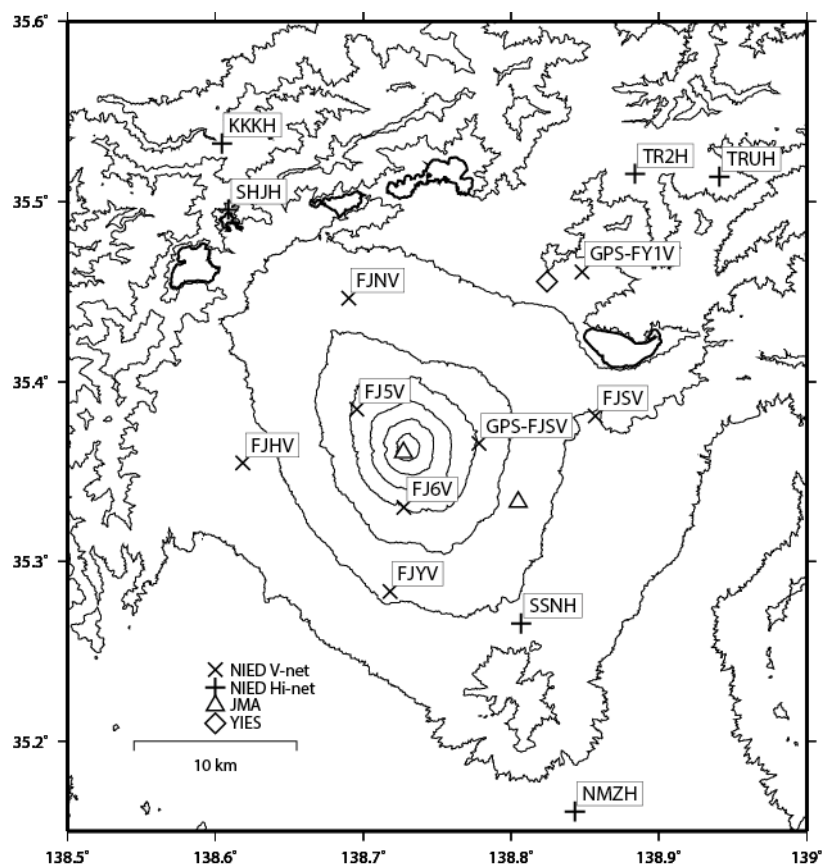 35.6°
KKKH
TR2H
TRUH
35.5°
SHJH
GPS-FY1V
FJNV
35.4°
FJ5V
FJSV
GPS-FJSV
FJHV
FJ6V
35.3°
FJYV
SSNH
NIED V-net
NIED Hi-net
JMA
YIES
35.2°
10 km
NMZH
138.5°
138.6°
138.7°
138.8°
138.9°
139°